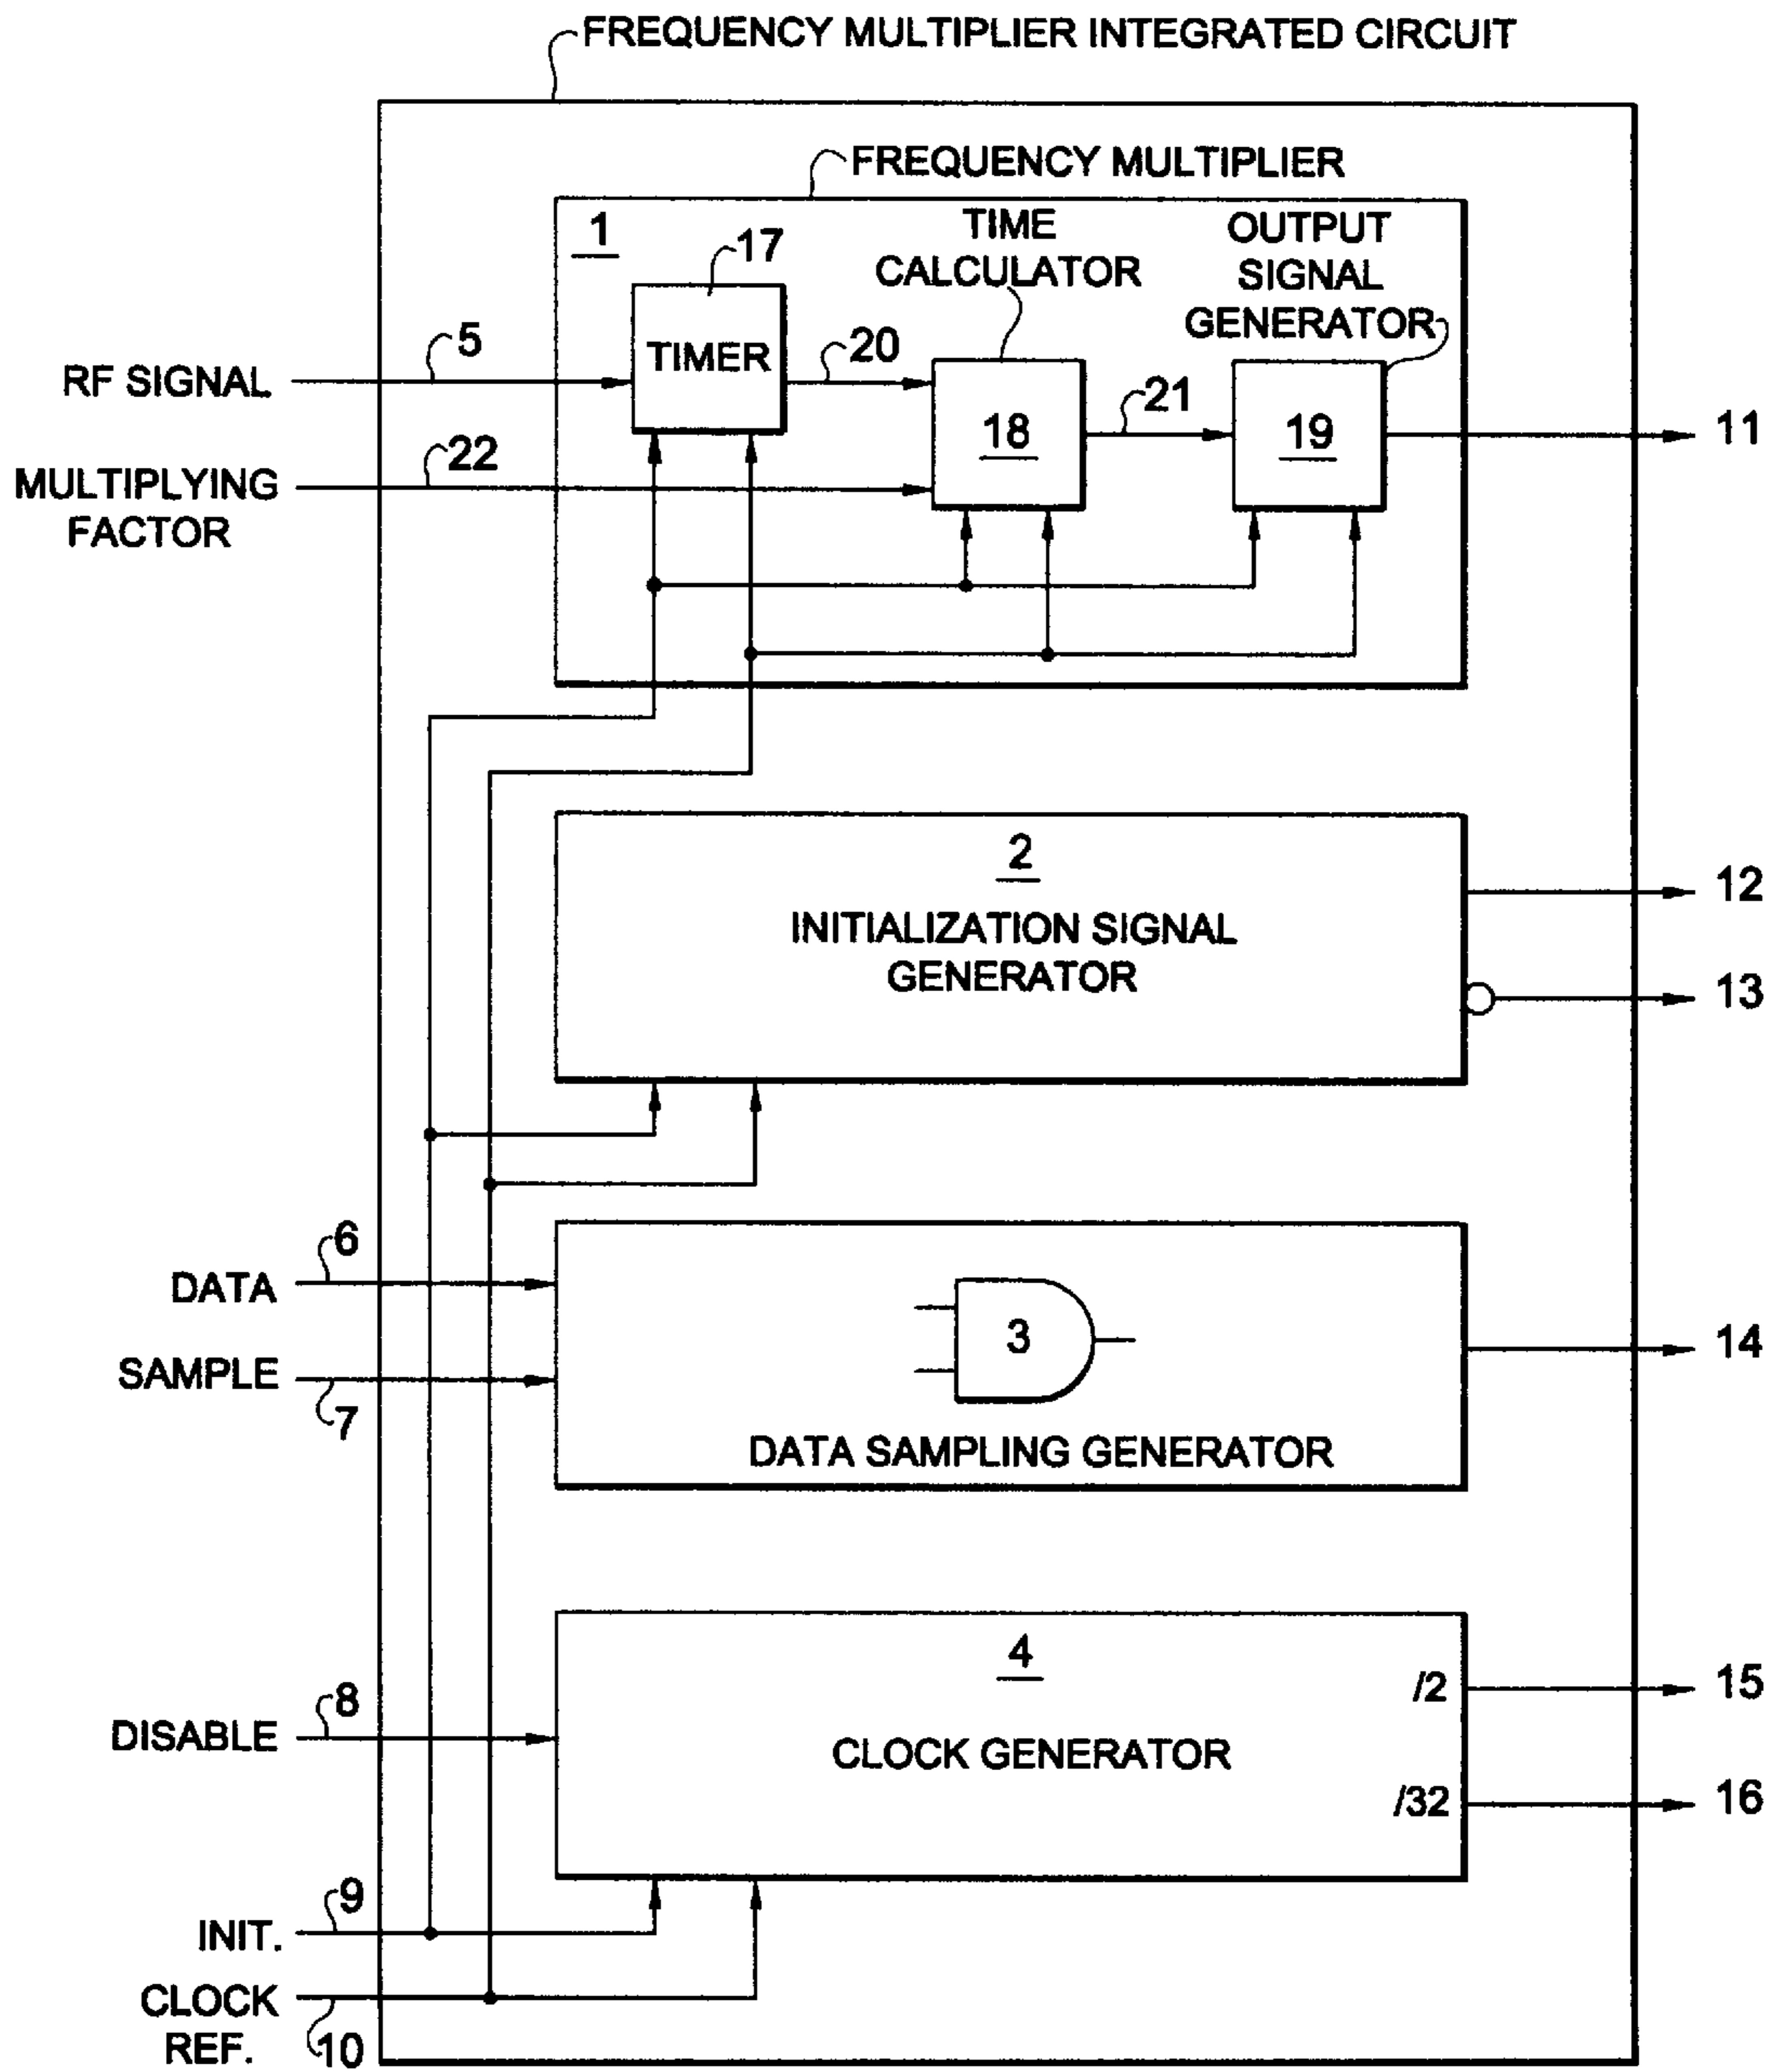 FREQUENCY MULTIPLIER INTEGRATED CIRCUIT
FREQUENCY MULTIPLIER
1
17
TIME
CALCULATOR
OUTPUT
SIGNAL
GENERATOR
RF SIGNAL
5
TIMER
20
18
21
19
11
MULTIPLYING
FACTOR
22
2
INITIALIZATION SIGNAL
GENERATOR
12
13
DATA
6
SAMPLE
7
3
DATA SAMPLING GENERATOR
14
DISABLE
8
4
CLOCK GENERATOR
/2
15
/32
16
INIT.
9
CLOCK
REF.
10